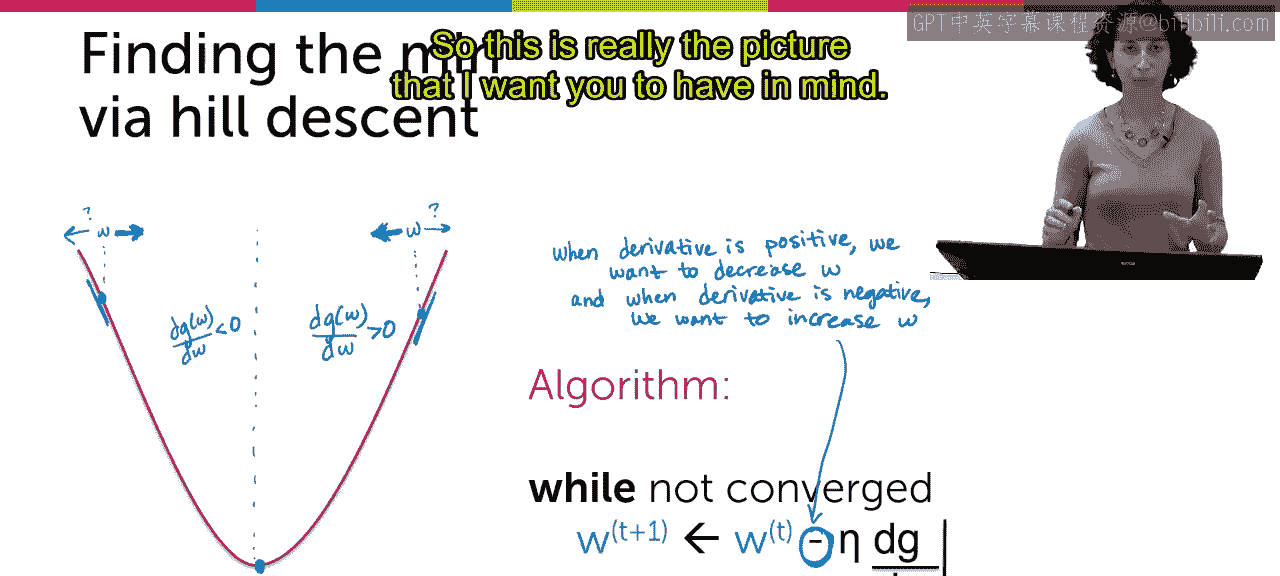 GPT中英字幕课程资源@bilibili.com
Finding the min
via hill descent
So this is really the picture
that I want you to have in mind.
? ?
w w
dg(w)/dw <0
dg(w)/dw >0
when derivative is positive, we
want to decrease w
and when derivative is negative,
we want to increase w
Algorithm:
while not converged
w(t+1) ← w(t) - η dg